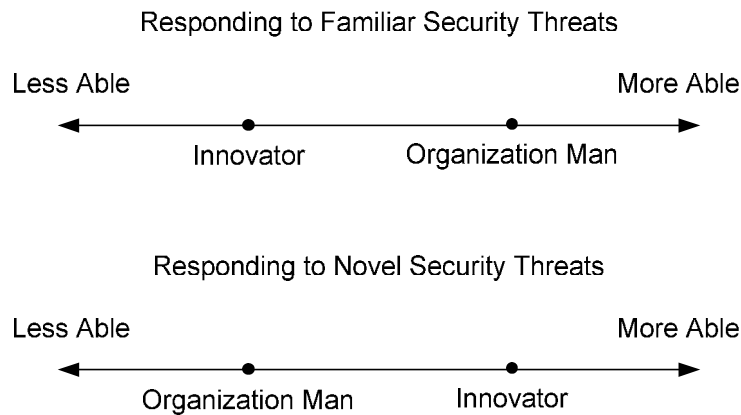 Responding to Familiar Security Threats
Less Able
More Able
Innovator
Organization Man
Responding to Novel Security Threats
Less Able
More Able
Organization Man
Innovator